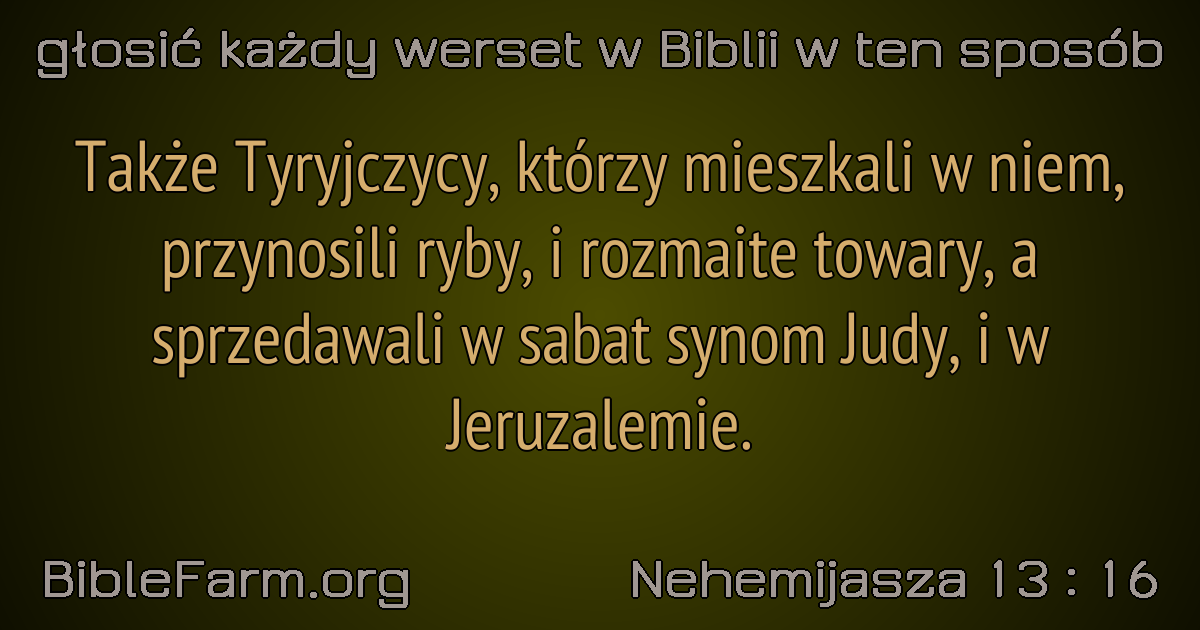 głosić każdy werset w Biblii w ten sposób
Także Tyryjczycy, którzy mieszkali w niem,
przynosili ryby, i rozmaite towary, a
sprzedawali w sabat synom Judy, i w
Jeruzalemie.
BibleFarm.org
Nehemijasza 13 : 16